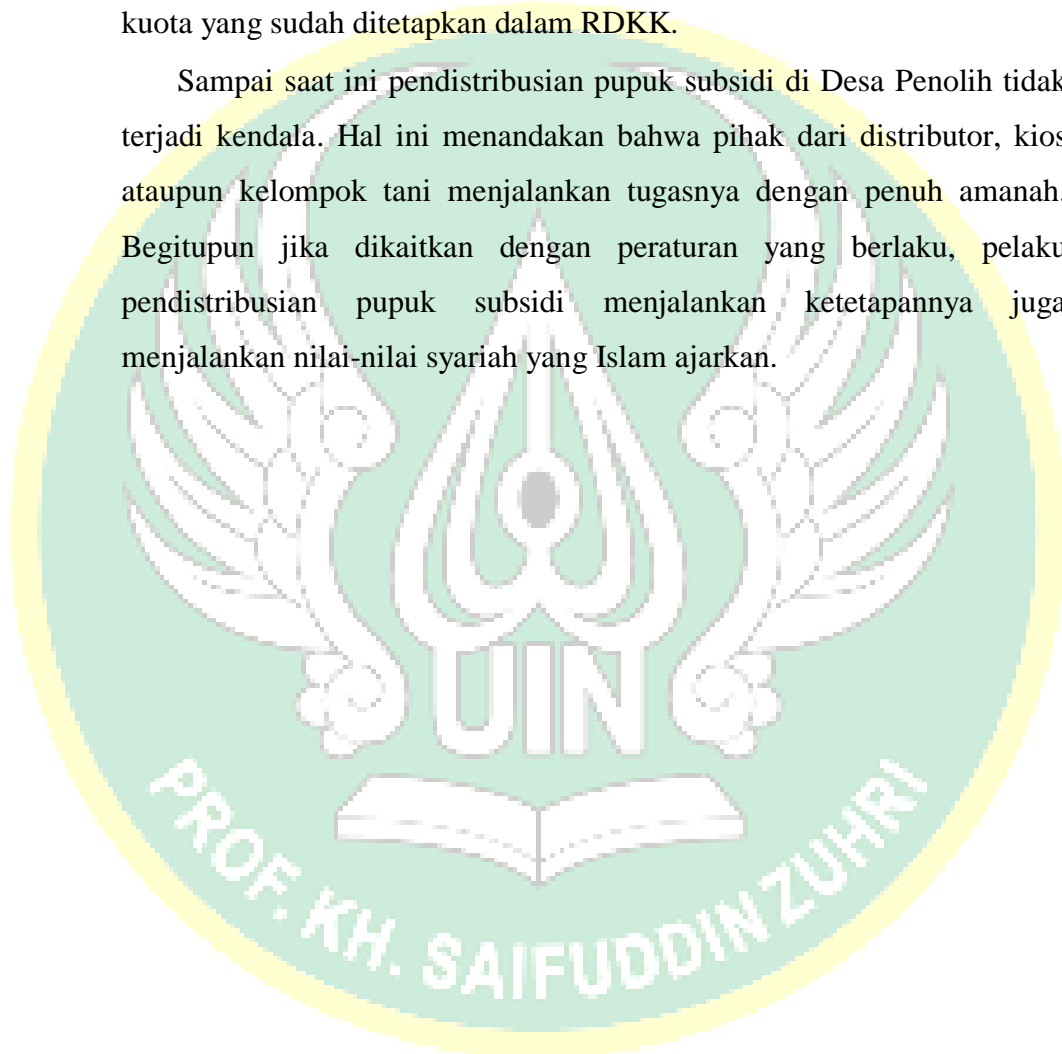 kuota yang sudah ditetapkan dalam RDKK.
Sampai saat ini pendistribusian pupuk subsidi di Desa Penolih tidak
terjadi kendala. Hal ini menandakan bahwa pihak dari distributor, kios
ataupun kelompok tani menjalankan tugasnya dengan penuh amanah.
Begitupun jika dikaitkan dengan peraturan yang berlaku, pelaku
pendistribusian pupuk subsidi menjalankan ketetapannya juga
menjalankan nilai-nilai syariah yang Islam ajarkan.
UIN
PROF. KH. SAIFUDDIN ZUHRI